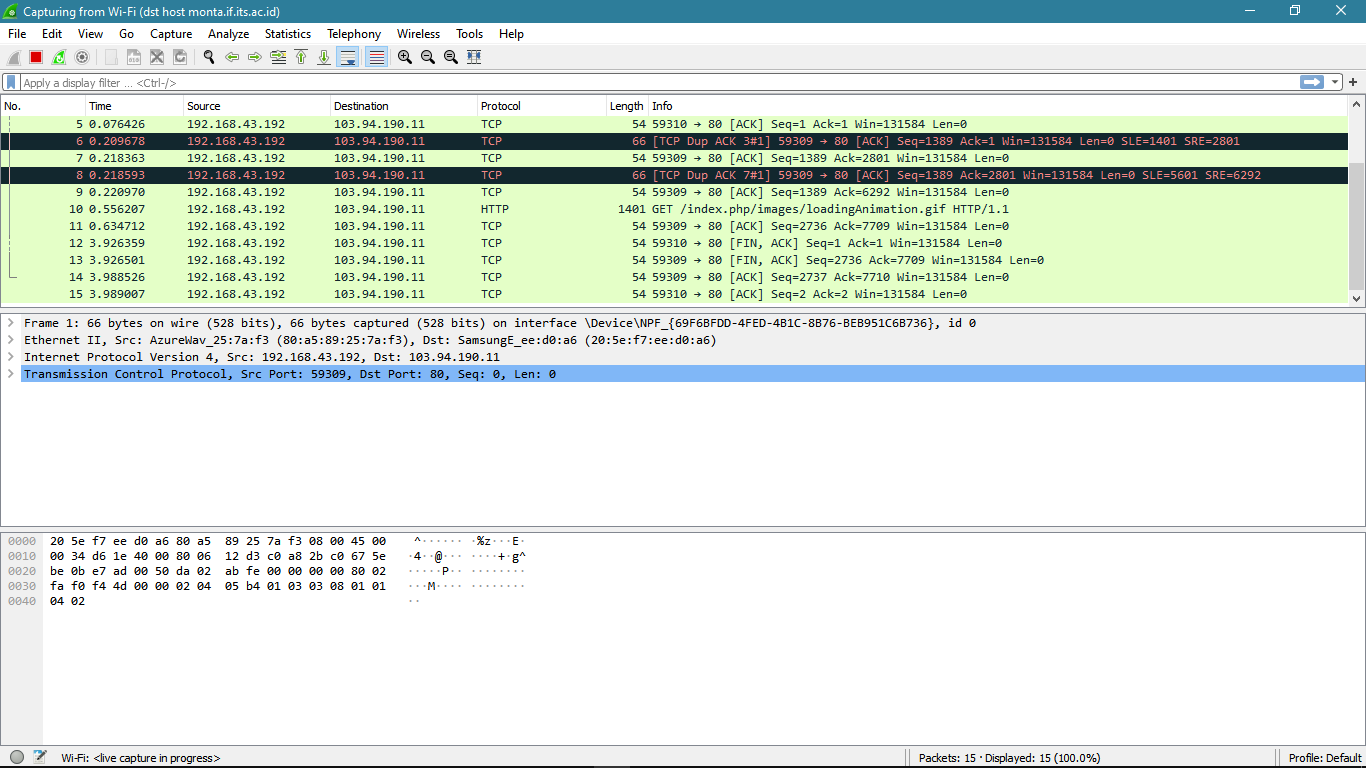 Capturing from Wi-Fi (dst host monta.if.its.ac.id)
File Edit View Go Capture Analyze Statistics Telephony Wireless Tools Help
Apply a display filter ... <Ctrl-/>
No. Time Source Destination Protocol Length Info
5 0.076426 192.168.43.192 103.94.190.11 TCP 54 59310 → 80 [ACK] Seq=1 Ack=1 Win=131584 Len=0
6 0.209678 192.168.43.192 103.94.190.11 TCP 66 [TCP Dup ACK 3#1] 59309 → 80 [ACK] Seq=1389 Ack=1 Win=131584 Len=0 SLE=1401 SRE=2801
7 0.218363 192.168.43.192 103.94.190.11 TCP 54 59309 → 80 [ACK] Seq=1389 Ack=2801 Win=131584 Len=0
8 0.218593 192.168.43.192 103.94.190.11 TCP 66 [TCP Dup ACK 7#1] 59309 → 80 [ACK] Seq=1389 Ack=2801 Win=131584 Len=0 SLE=5601 SRE=6292
9 0.220970 192.168.43.192 103.94.190.11 TCP 54 59309 → 80 [ACK] Seq=1389 Ack=6292 Win=131584 Len=0
10 0.556207 192.168.43.192 103.94.190.11 HTTP 1401 GET /index.php/images/loadingAnimation.gif HTTP/1.1
11 0.634712 192.168.43.192 103.94.190.11 TCP 54 59309 → 80 [ACK] Seq=2736 Ack=7709 Win=131584 Len=0
12 3.926359 192.168.43.192 103.94.190.11 TCP 54 59310 → 80 [FIN, ACK] Seq=1 Ack=1 Win=131584 Len=0
13 3.926501 192.168.43.192 103.94.190.11 TCP 54 59309 → 80 [FIN, ACK] Seq=2736 Ack=7709 Win=131584 Len=0
14 3.988526 192.168.43.192 103.94.190.11 TCP 54 59309 → 80 [ACK] Seq=2737 Ack=7710 Win=131584 Len=0
15 3.989007 192.168.43.192 103.94.190.11 TCP 54 59310 → 80 [ACK] Seq=2 Ack=2 Win=131584 Len=0
Frame 1: 66 bytes on wire (528 bits), 66 bytes captured (528 bits) on interface \Device\NPF_{69F6BFDD-4FED-4B1C-8B76-BEB951C6B736}, id 0
Ethernet II, Src: AzureWav_25:7a:f3 (80:a5:89:25:7a:f3), Dst: SamsungE_ee:d0:a6 (20:5e:f7:ee:d0:a6)
Internet Protocol Version 4, Src: 192.168.43.192, Dst: 103.94.190.11
Transmission Control Protocol, Src Port: 59309, Dst Port: 80, Seq: 0, Len: 0
0000 20 5e f7 ee d0 a6 80 a5 89 25 7a f3 08 00 45 00 ^······ ·%z···E·
0010 00 34 d6 1e 40 00 80 06 12 d3 c0 a8 2b c0 67 5e ·4··@··· ····+·g^
0020 be 0b e7 ad 00 50 da 02 ab fe 00 00 00 00 80 02 ·····P·· ········
0030 fa f0 f4 4d 00 00 02 04 05 b4 01 03 03 08 01 01 ···M···· ········
0040 04 02 ··
Wi-Fi: <live capture in progress> Packets: 15 · Displayed: 15 (100.0%) Profile: Default